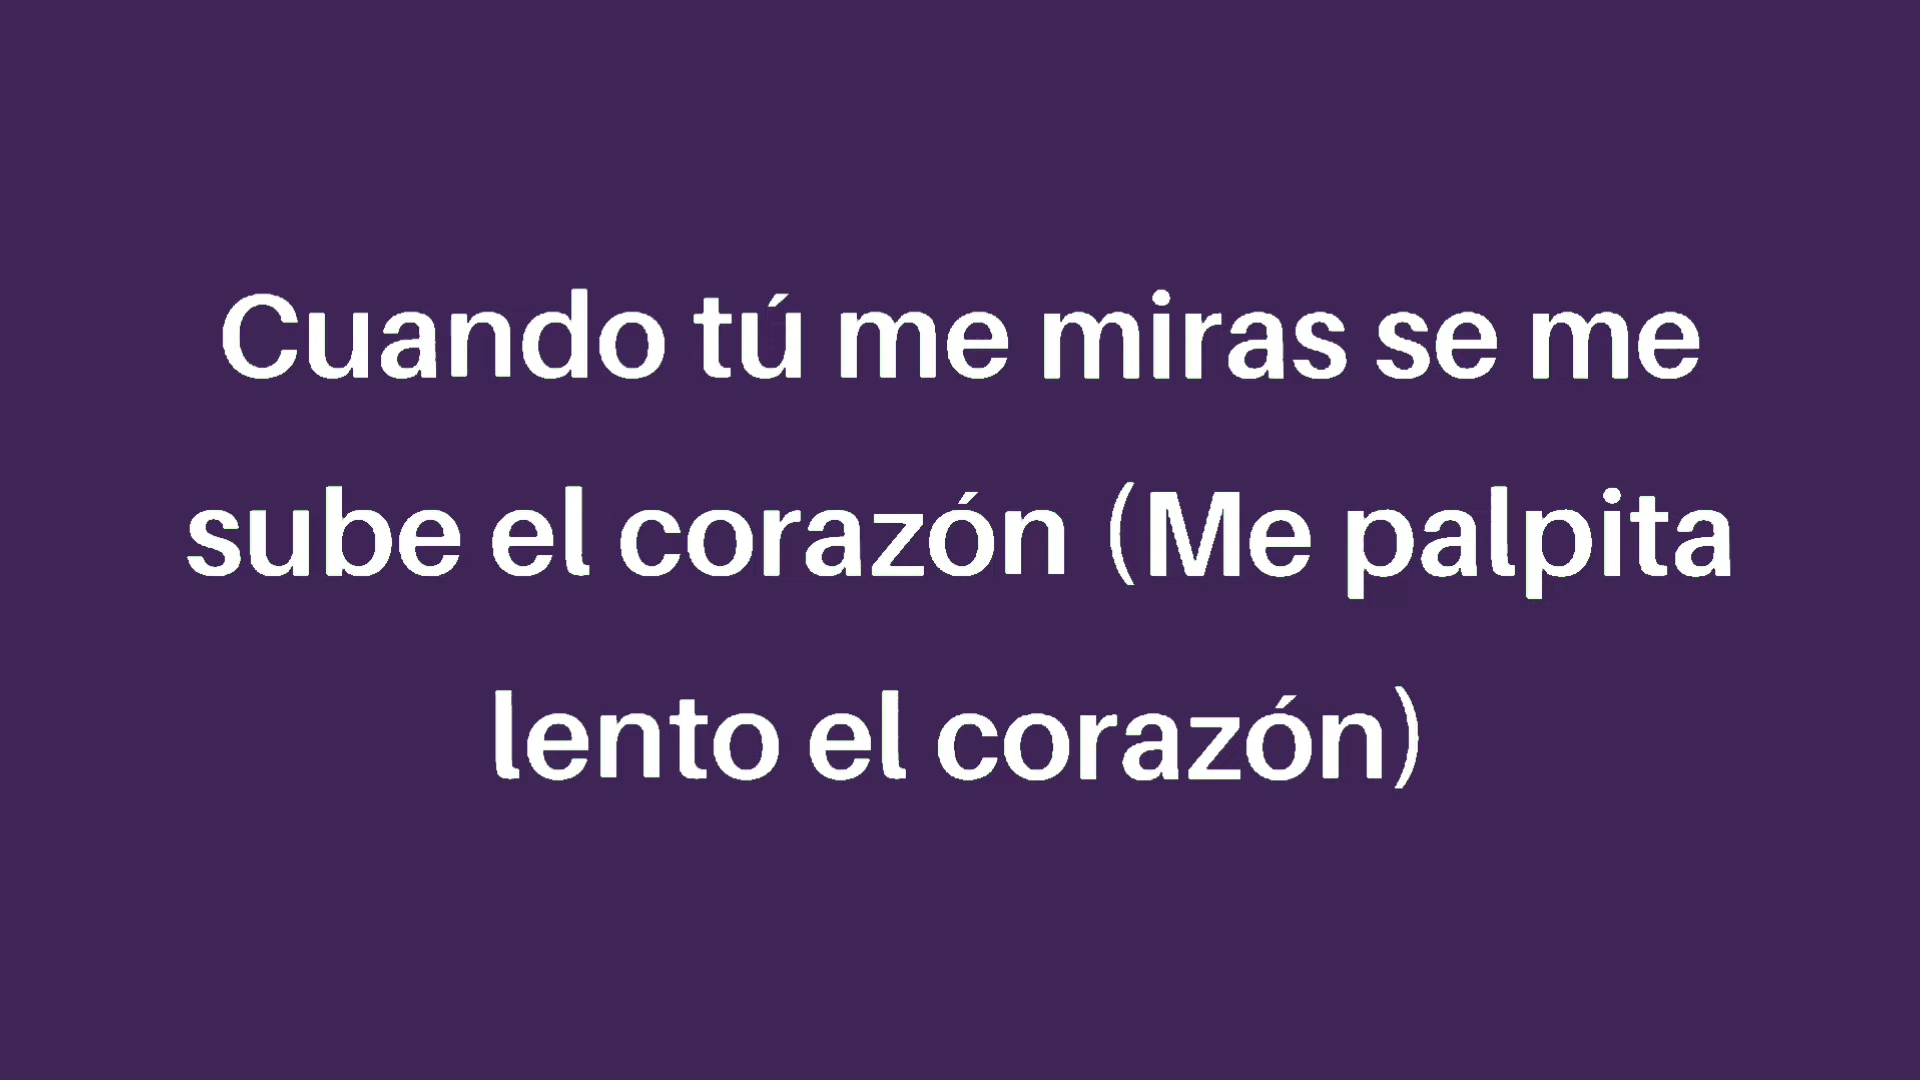 Cuando tú me miras se me
sube el corazón (Me palpita
lento el corazón)